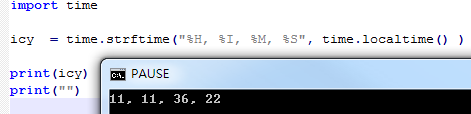 import time
icy  = time.strftime("%H, %I, %M, %S", time.localtime() )
print(icy)
print("")
C:\. PAUSE
11, 11, 36, 22